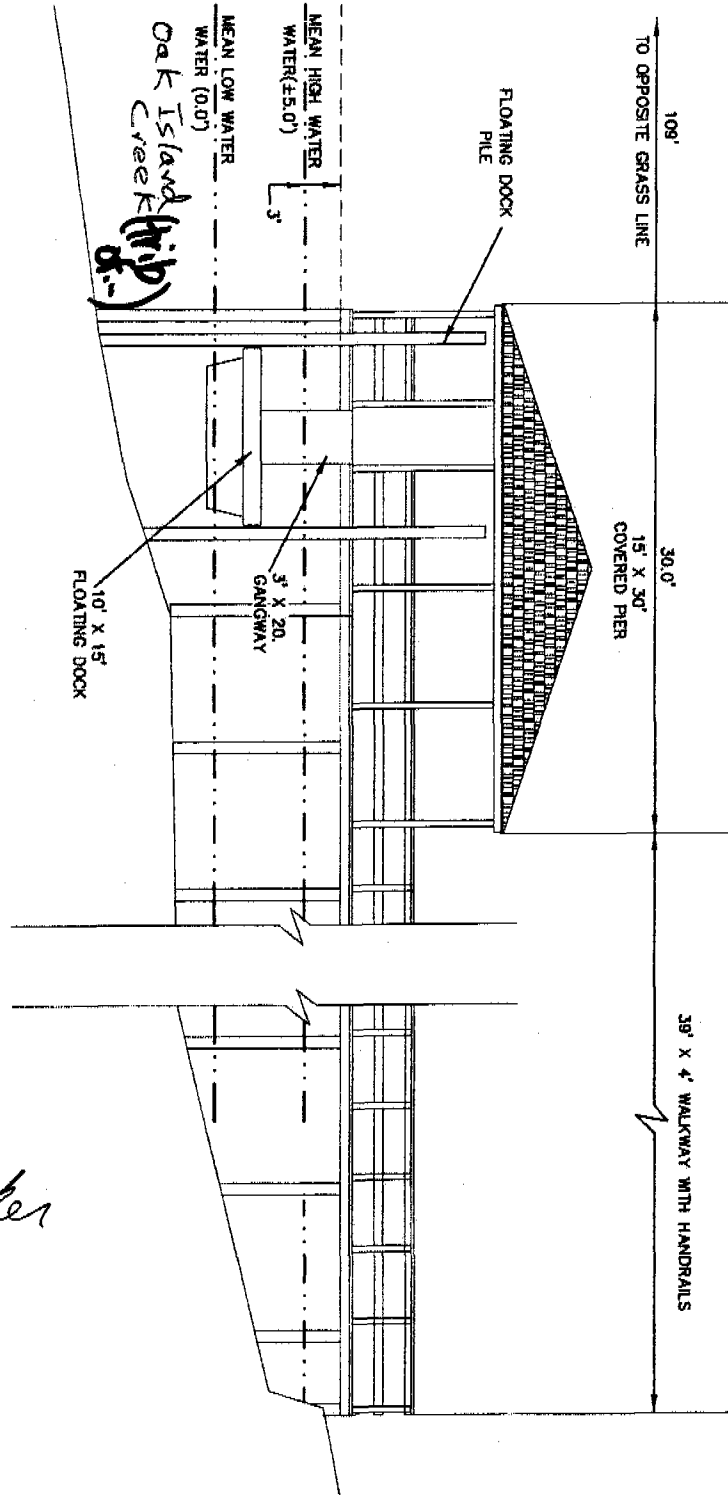 109'
TO OPPOSITE GRASS LINE
30.0'
15' X 30'
COVERED PIER
39' X 4' WALKWAY WITH HANDRAILS
FLOATING DOCK
PILE
MEAN HIGH WATER
WATER(±5.0')
3'
MEAN LOW WATER
WATER (0.0')
Oak Island
Creek (trib
of--)
3' X 20.
GANGWAY
10' X 15'
FLOATING DOCK